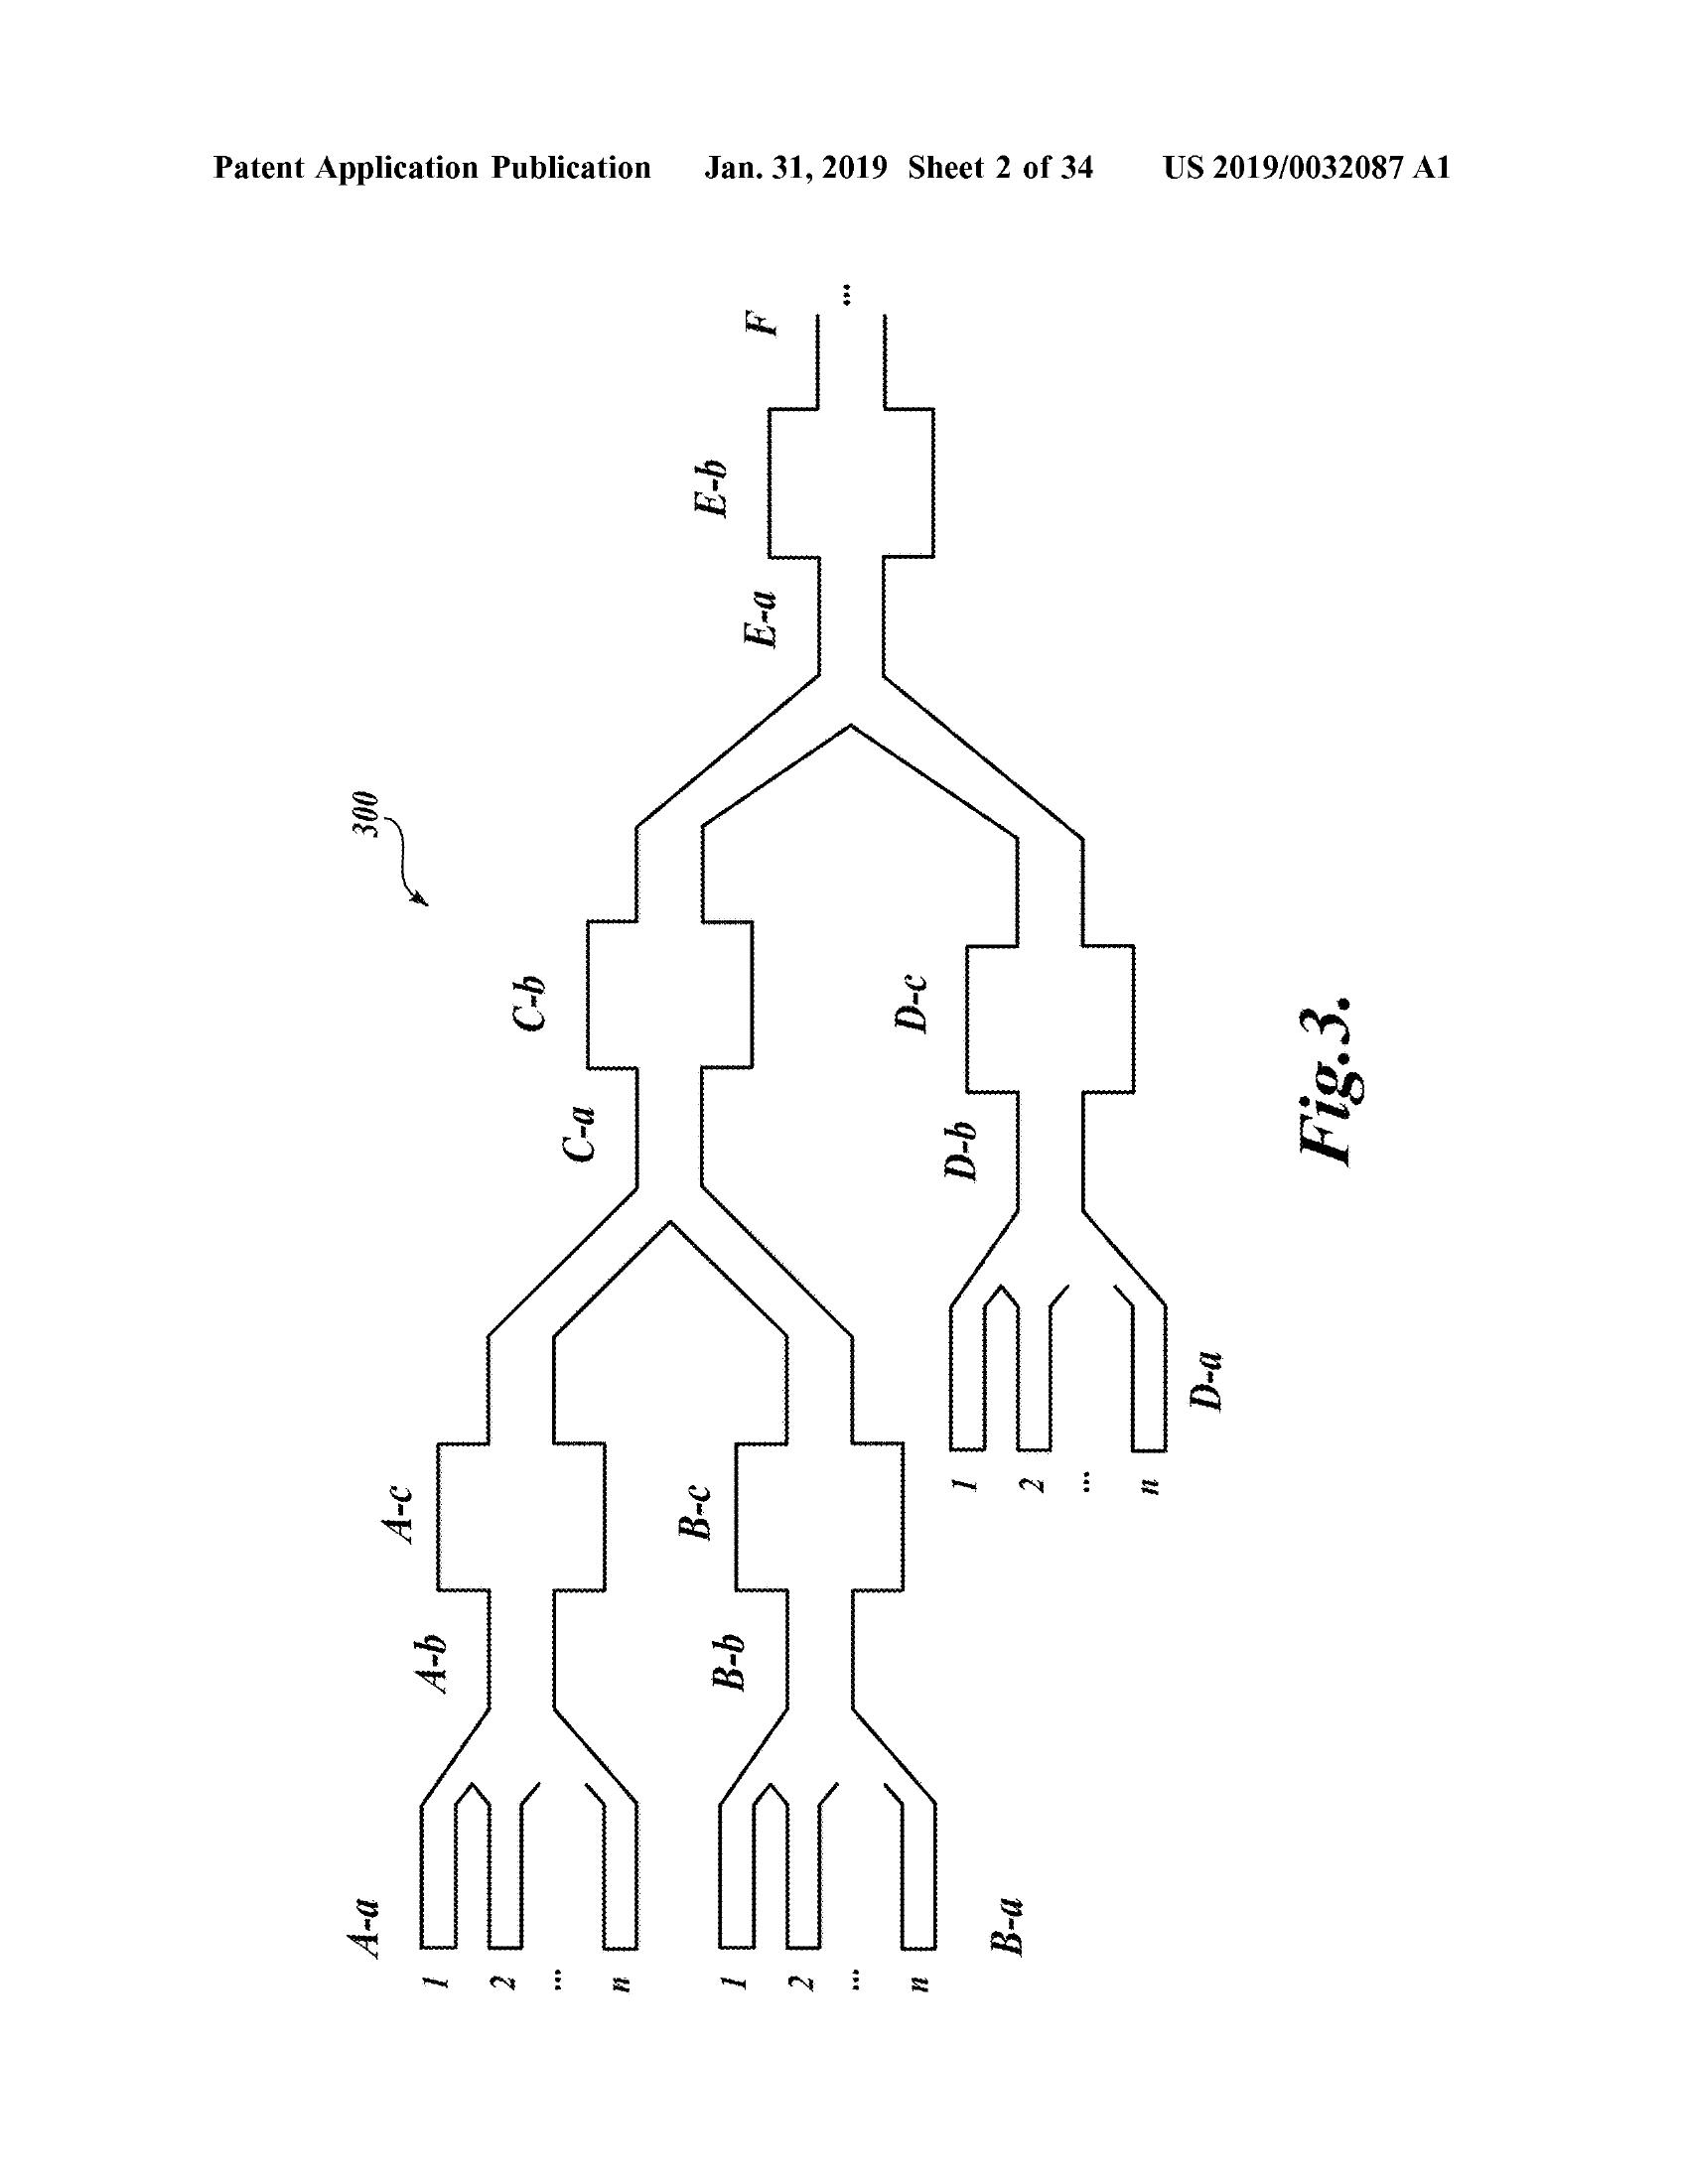 Patent Application Publication Jan. 31, 2019 Sheet 2 of 34 US 2019/0032087 A1
300
A-a
1
2
...
n
A-b
A-c
B-a
1
2
...
n
B-b
B-c
C-a
C-b
D-a
1
2
...
n
D-b
D-c
E-a
E-b
F
...
Fig.3.